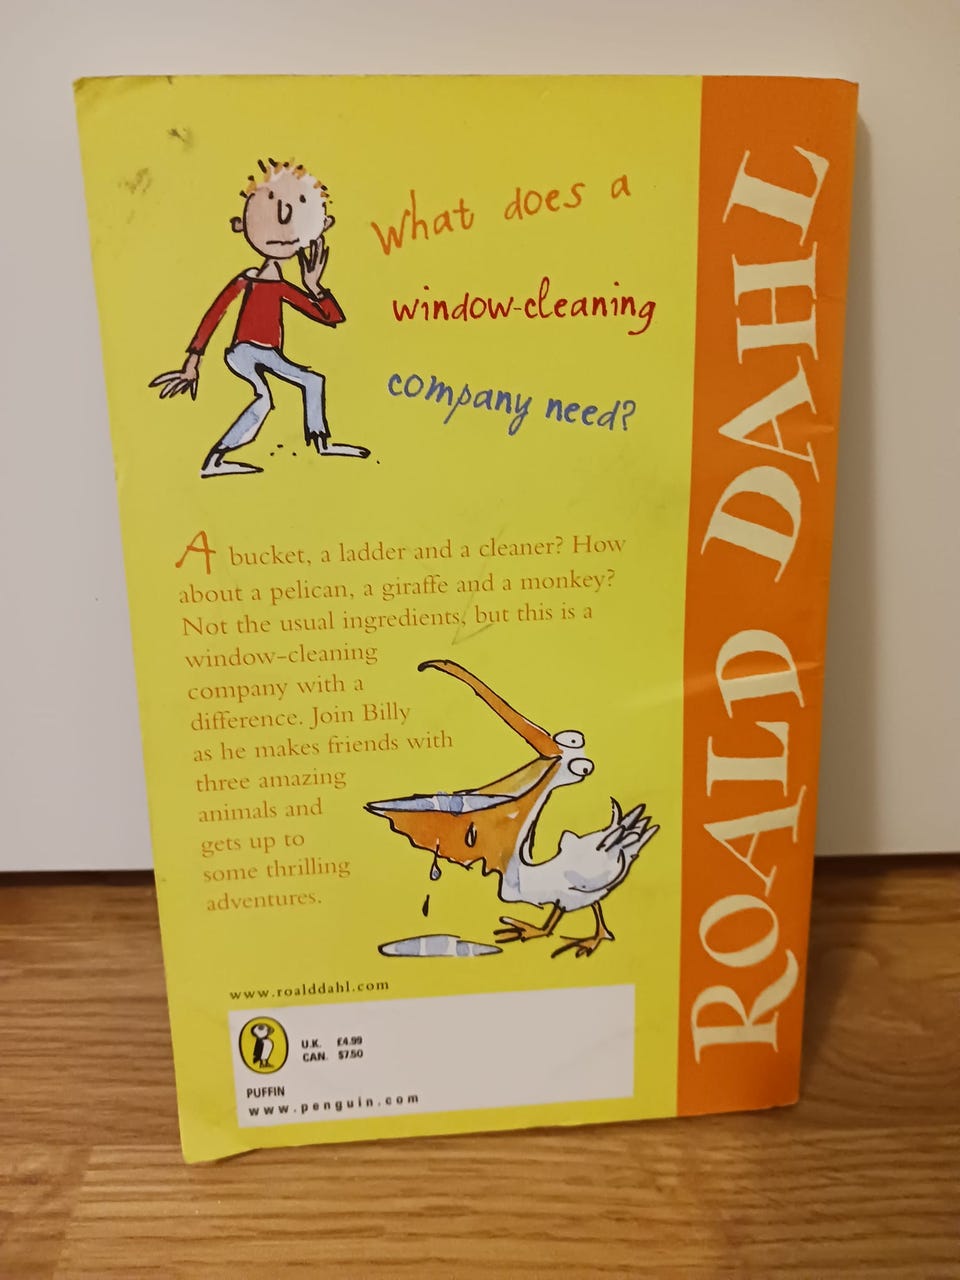 What does a
window-cleaning
company need?
A bucket, a ladder and a cleaner? How
about a pelican, a giraffe and a monkey?
Not the usual ingredients, but this is a
window-cleaning
company with a
difference. Join Billy
as he makes friends with
three amazing
animals and
gets up to
some thrilling
adventures.
www.roalddahl.com
U.K. £4.99
CAN. $7.50
PUFFIN
www.penguin.com
ROALD DAHL